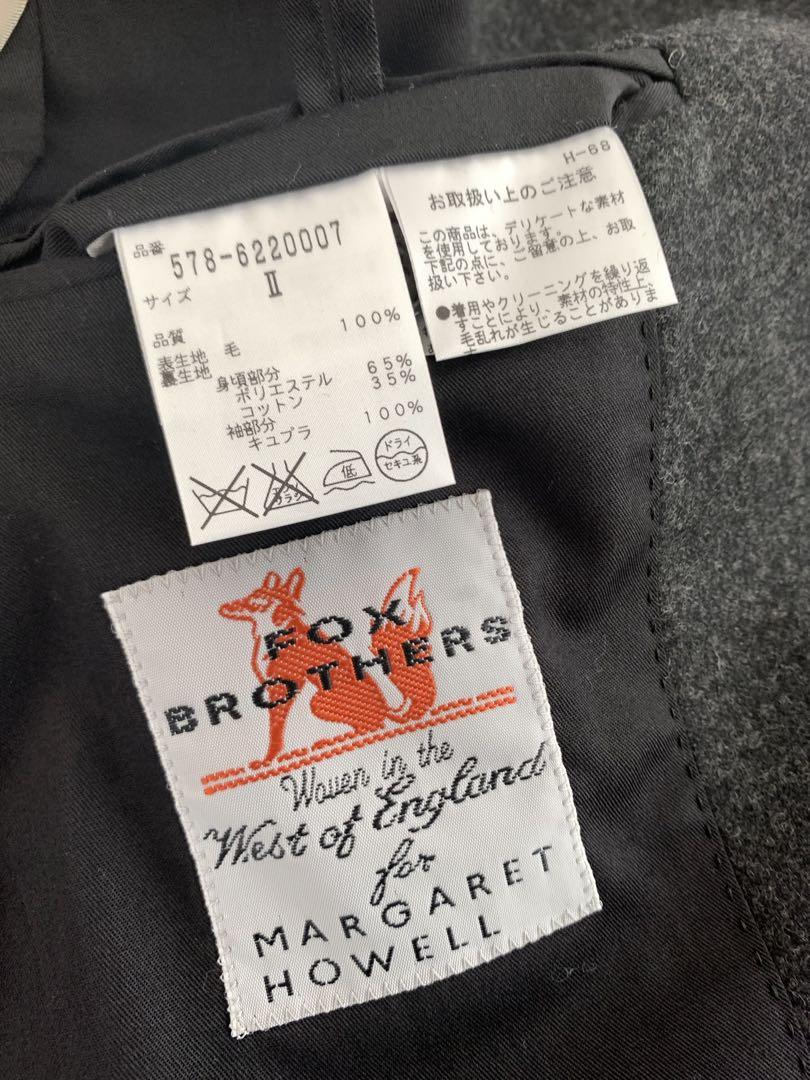 品番 578-6220007
サイズ Ⅱ
品質
表生地 毛 100%
裏生地
身頃部分
ポリエステル 65%
コットン 35%
袖部分
キュプラ 100%
低
ドライ
セキユ系
H-68
お取扱い上のご注意
この商品は、デリケートな素材
を使用しております。
下記の点に、ご留意の上、お取
扱い下さい。
●着用やクリーニングを繰り返
すことにより、素材の特性上、
毛乱れが生じることがありま
FOX
BROTHERS
Woven in the
West of England
for
MARGARET
HOWELL